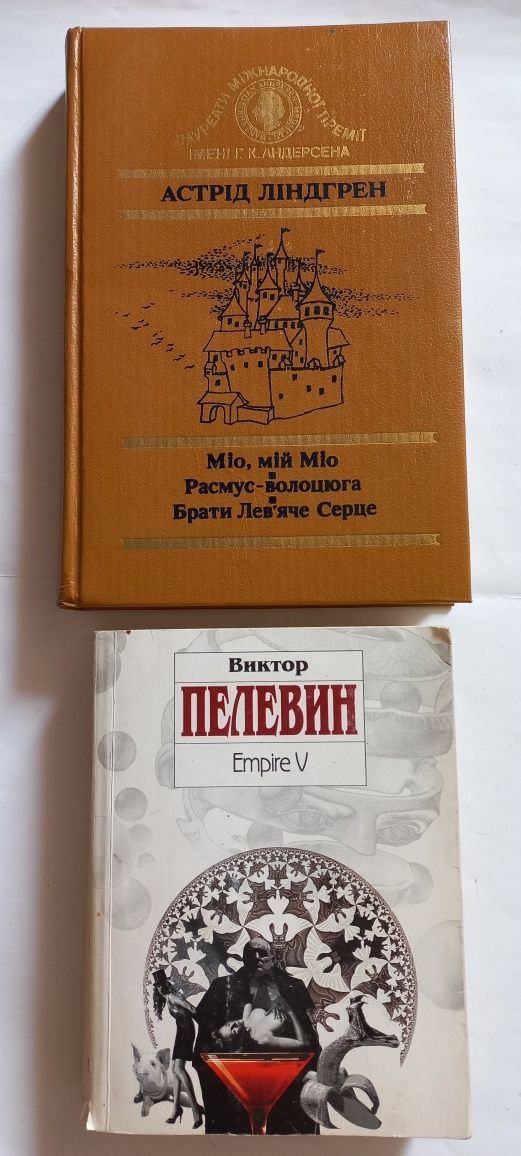 ЛАУРЕАТИ МІЖНАРОДНОЇ ПРЕМІЇ
ІМЕНІ Г. К. АНДЕРСЕНА
АСТРІД ЛІНДГРЕН
Міо, мій Міо
Расмус-волоцюга
Брати Лев'яче Серце
Виктор
ПЕЛЕВИН
Empire V